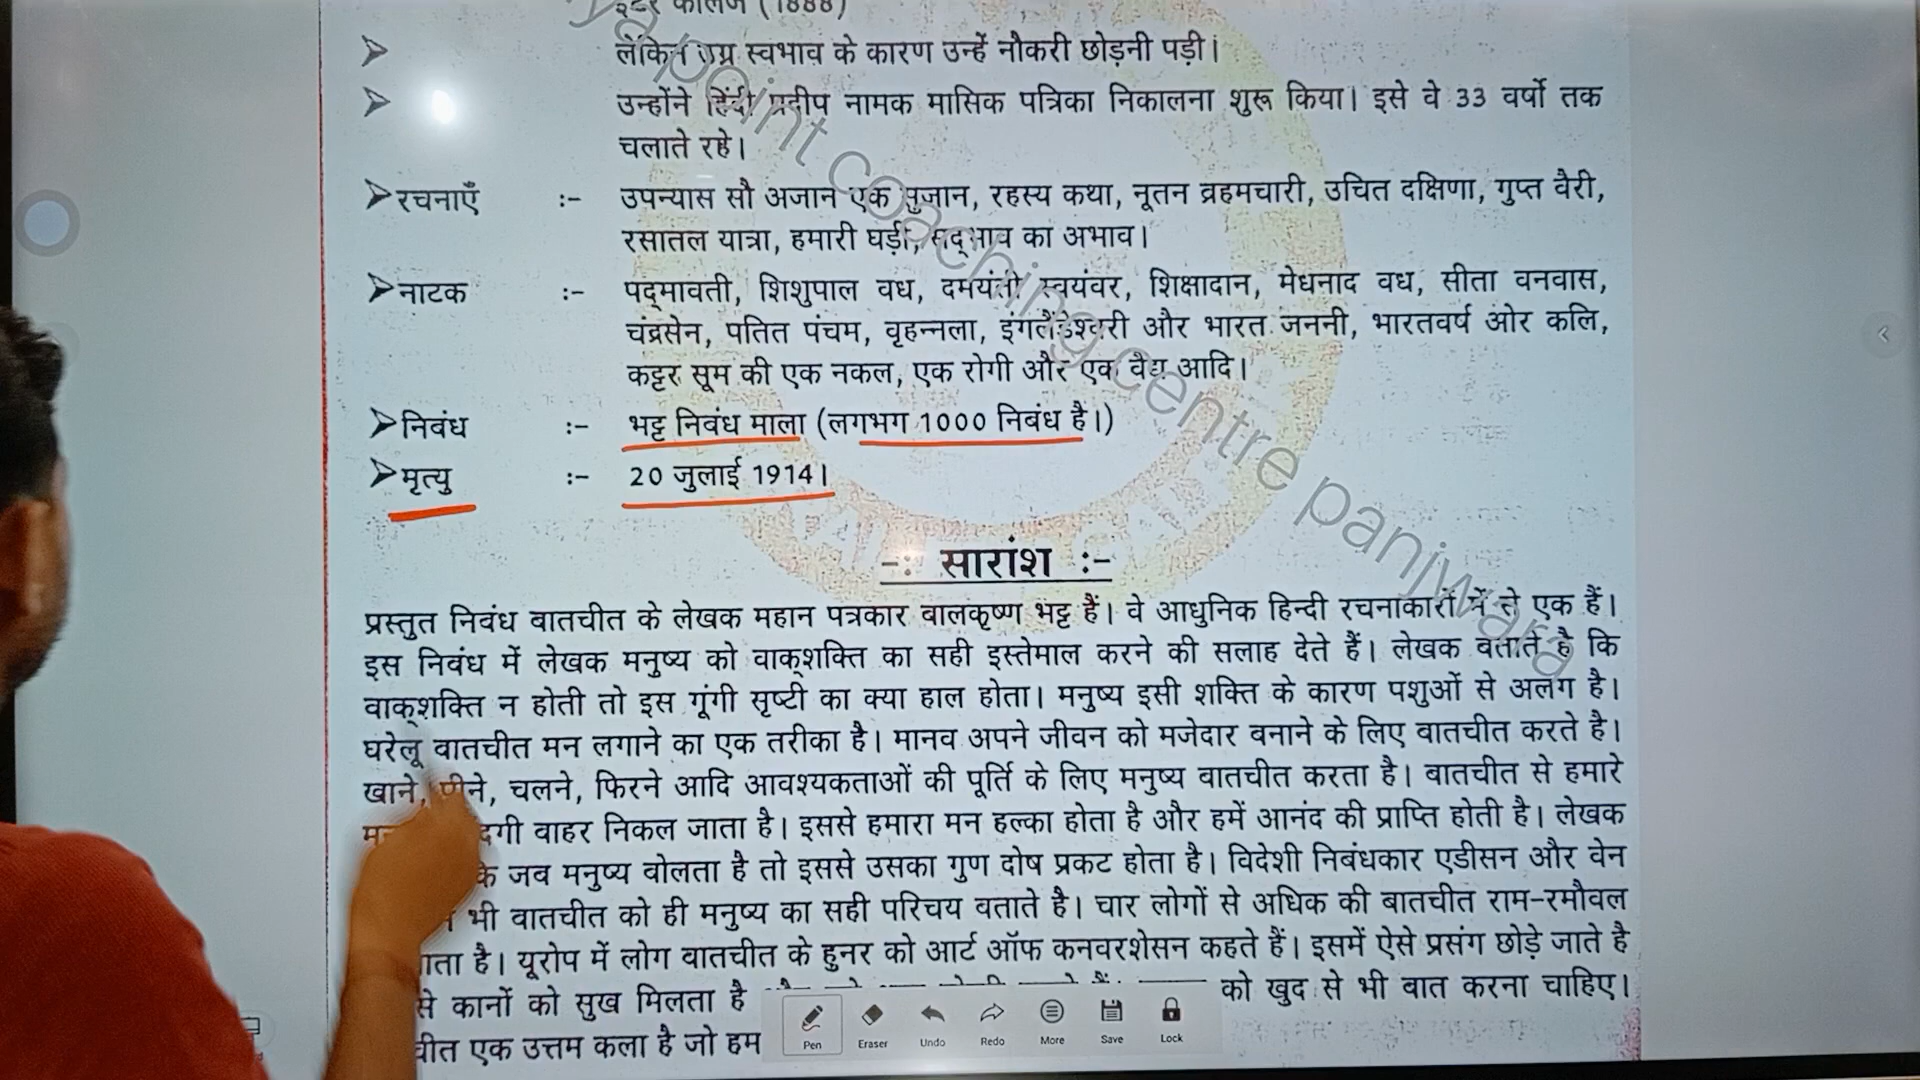 (1888)
लेकिन उग्र स्वभाव के कारण उन्हें नौकरी छोड़नी पड़ी।
उन्होंने हिंदी प्रदीप नामक मासिक पत्रिका निकालना शुरू किया। इसे वे 33 वर्षो तक
चलाते रहे।
रचनाएँ :- उपन्यास सौ अजान एक सुजान, रहस्य कथा, नूतन व्रहमचारी, उचित दक्षिणा, गुप्त वैरी,
रसातल यात्रा, हमारी घड़ी, सद्भाव का अभाव।
नाटक :- पद्मावती, शिशुपाल वध, दमयंती स्वयंवर, शिक्षादान, मेधनाद वध, सीता वनवास,
चंद्रसेन, पतित पंचम, वृहन्नला, इंगलैंडेश्वरी और भारत जननी, भारतवर्ष ओर कलि,
कट्टर सूम की एक नकल, एक रोगी और एक वैद्य आदि।
निबंध :- भट्ट निबंध माला (लगभग 1000 निबंध है।)
मृत्यु :- 20 जुलाई 1914।
-: सारांश :-
प्रस्तुत निबंध बातचीत के लेखक महान पत्रकार बालकृष्ण भट्ट हैं। वे आधुनिक हिन्दी रचनाकारों में से एक हैं।
इस निबंध में लेखक मनुष्य को वाक्‌शक्ति का सही इस्तेमाल करने की सलाह देते हैं। लेखक बताते है कि
वाक्‌शक्ति न होती तो इस गूंगी सृष्टी का क्या हाल होता। मनुष्य इसी शक्ति के कारण पशुओं से अलग है।
घरेलू बातचीत मन लगाने का एक तरीका है। मानव अपने जीवन को मजेदार बनाने के लिए बातचीत करते है।
खाने, पीने, चलने, फिरने आदि आवश्यकताओं की पूर्ति के लिए मनुष्य बातचीत करता है। बातचीत से हमारे
बाहर निकल जाता है। इससे हमारा मन हल्का होता है और हमें आनंद की प्राप्ति होती है। लेखक
जब मनुष्य बोलता है तो इससे उसका गुण दोष प्रकट होता है। विदेशी निबंधकार एडीसन और वेन
भी वातचीत को ही मनुष्य का सही परिचय वताते है। चार लोगों से अधिक की बातचीत राम-रमौवल
है। यूरोप में लोग वातचीत के हुनर को आर्ट ऑफ कनवरशेसन कहते हैं। इसमें ऐसे प्रसंग छोड़े जाते है
से कानों को सुख मिलता है को खुद से भी बात करना चाहिए।
एक उत्तम कला है जो हम
point coaching centre panjwara
Pen Eraser Undo Redo More Save Lock